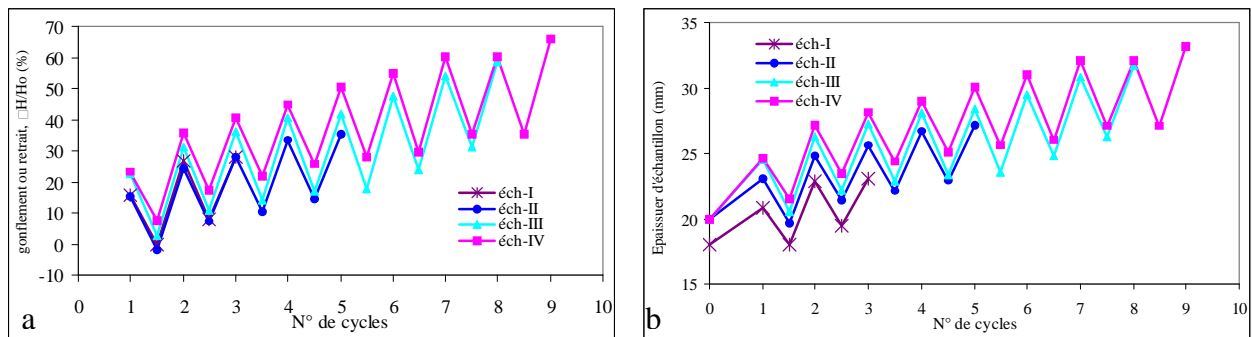 gonflement ou retrait, □H/Ho (%)
70
60
50
40
30
20
10
0
-10
éch-I
éch-II
éch-III
éch-IV
0 1 2 3 4 5 6 7 8 9 10
N° de cycles
a
Epaissuer d'échantillon (mm)
35
30
25
20
15
éch-I
éch-II
éch-III
éch-IV
0 1 2 3 4 5 6 7 8 9 10
N° de cycles
b